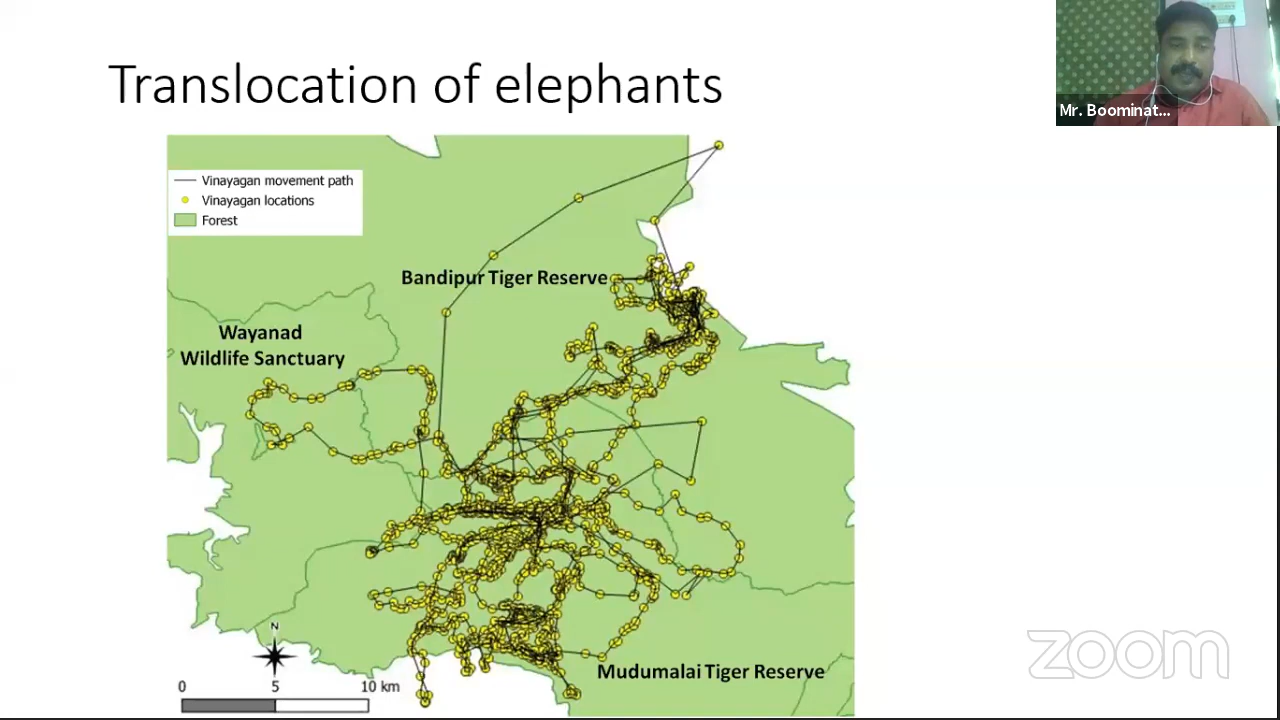 Translocation of elephants
Mr. Boominat...
Vinayagan movement path
Vinayagan locations
Forest
Bandipur Tiger Reserve
Wayanad
Wildlife Sanctuary
N
0 5 10 km
Mudumalai Tiger Reserve
zoom